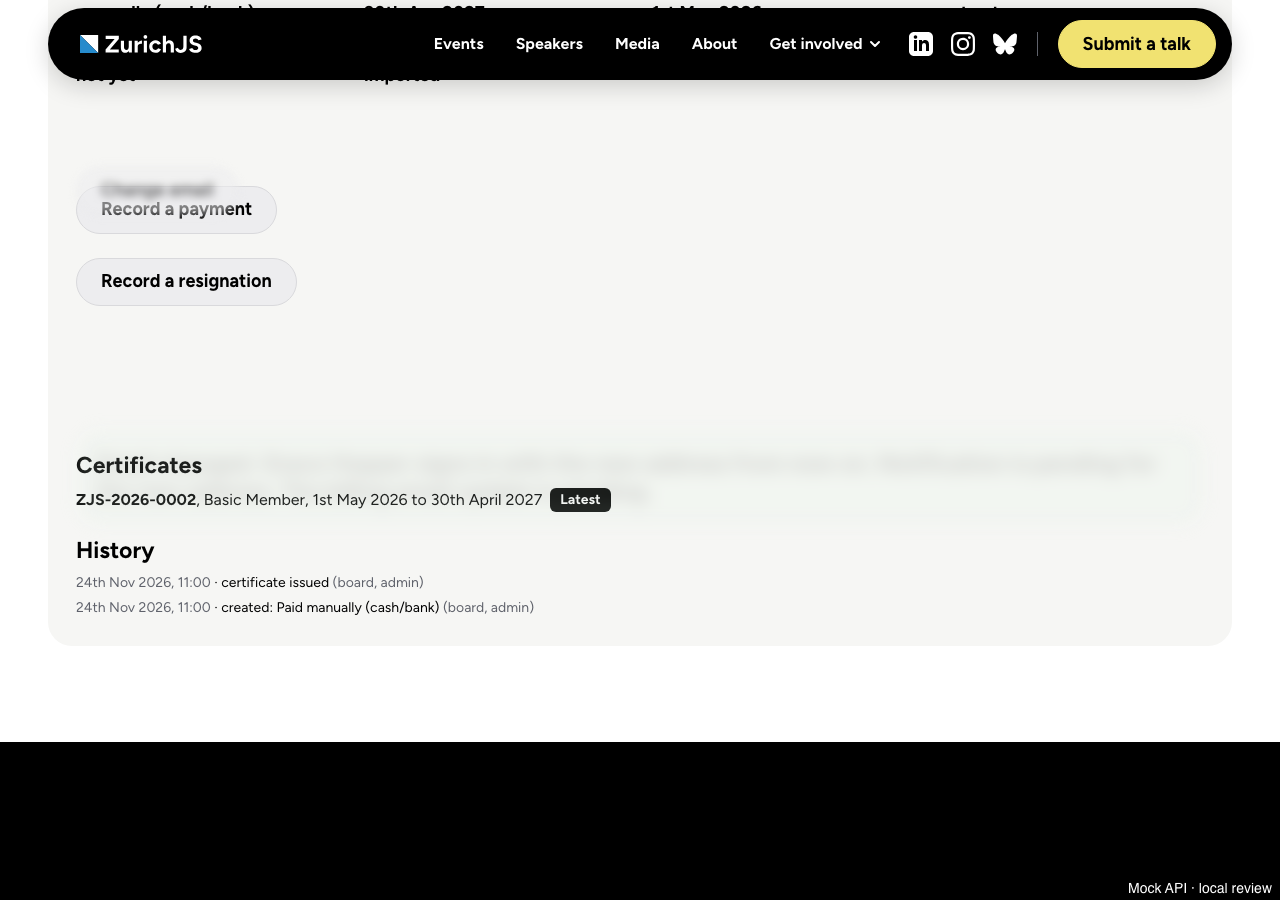 ZurichJS
Events
Speakers
Media
About
Get involved
Submit a talk
Change email
Record a payment
Record a resignation
Certificates
ZJS-2026-0002, Basic Member, 1st May 2026 to 30th April 2027 Latest
History
24th Nov 2026, 11:00 · certificate issued (board, admin)
24th Nov 2026, 11:00 · created: Paid manually (cash/bank) (board, admin)
Mock API · local review